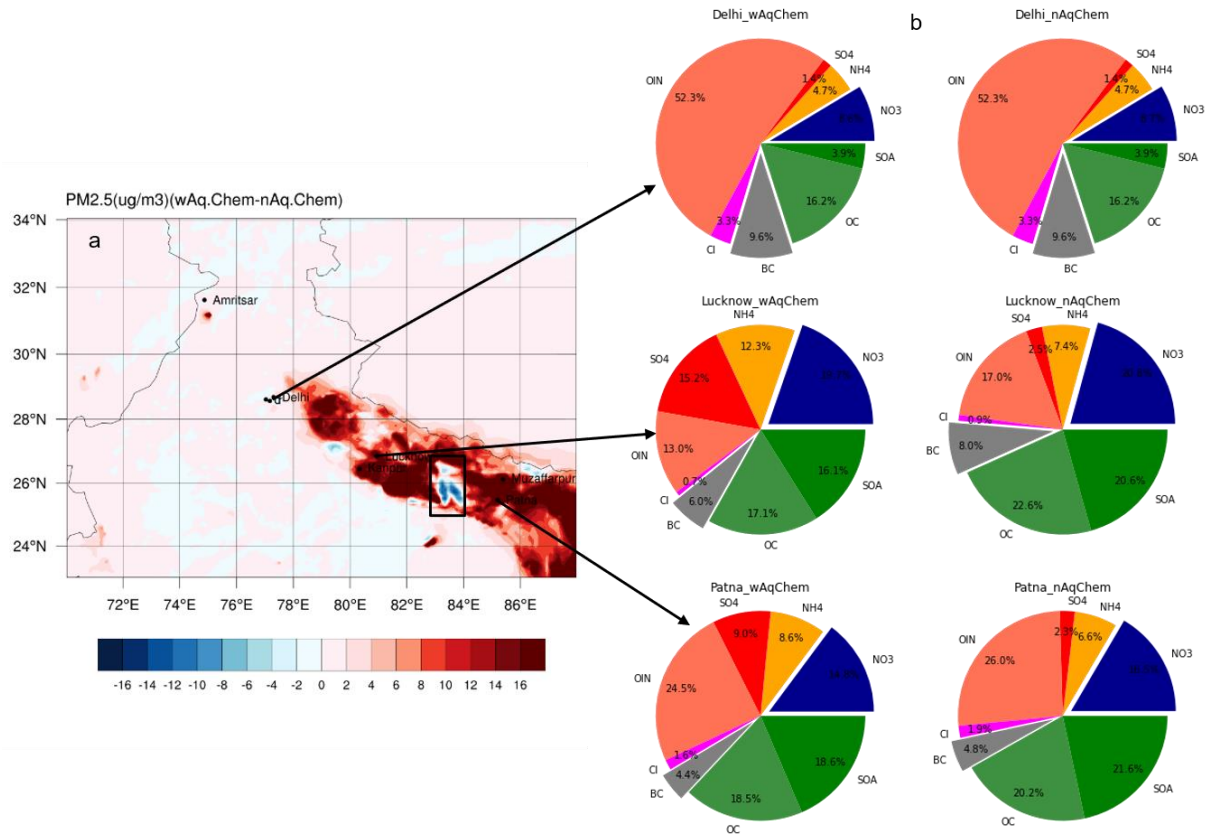 Delhi_wAqChem
b
Delhi_nAqChem
SO4
NH4
NO3
SOA
OC
BC
Cl
OIN
1.4%
4.7%
3.9%
16.2%
9.6%
3.3%
52.3%
SO4
NH4
NO3
SOA
OC
BC
Cl
OIN
1.4%
4.7%
3.9%
16.2%
9.6%
3.3%
52.3%
PM2.5(ug/m3)(wAq.Chem-nAq.Chem)
a
34°N
32°N
30°N
28°N
26°N
24°N
Amritsar
Delhi
Lucknow
Kanpur
Muzaffarpur
Patna
72°E
74°E
76°E
78°E
80°E
82°E
84°E
86°E
-16 -14 -12 -10 -8 -6 -4 -2 0 2 4 6 8 10 12 14 16
Lucknow_wAqChem
NH4
SO4
NO3
OIN
Cl
BC
OC
SOA
12.3%
15.2%
13.0%
0.7%
6.0%
17.1%
16.1%
Lucknow_nAqChem
NH4
SO4
NO3
OIN
Cl
BC
OC
SOA
7.4%
2.5%
17.0%
0.9%
8.0%
22.6%
20.6%
Patna_wAqChem
SO4
NH4
NO3
OIN
Cl
BC
OC
SOA
9.0%
8.6%
24.5%
1.6%
4.4%
18.5%
18.6%
Patna_nAqChem
SO4
NH4
NO3
OIN
Cl
BC
OC
SOA
2.3%
6.6%
26.0%
1.9%
4.8%
20.2%
21.6%